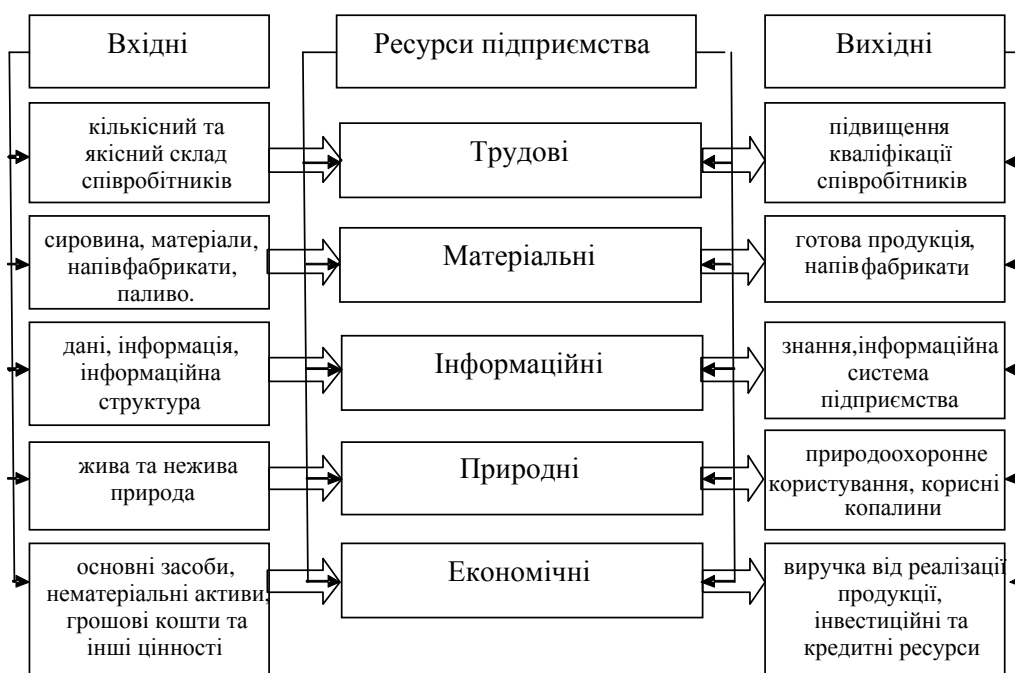 Вхідні
Ресурси підприємства
Вихідні
кількісний та
якісний склад
співробітників
Трудові
підвищення
кваліфікації
співробітників
сировина, матеріали,
напівфабрикати,
паливо.
Матеріальні
готова продукція,
напівфабрикати
дані, інформація,
інформаційна
структура
Інформаційні
знання,інформаційна
система
підприємства
жива та нежива
природа
Природні
природоохоронне
користування, корисні
копалини
основні засоби,
нематеріальні активи,
грошові кошти та
інші цінності
Економічні
виручка від реалізації
продукції,
інвестиційні та
кредитні ресурси